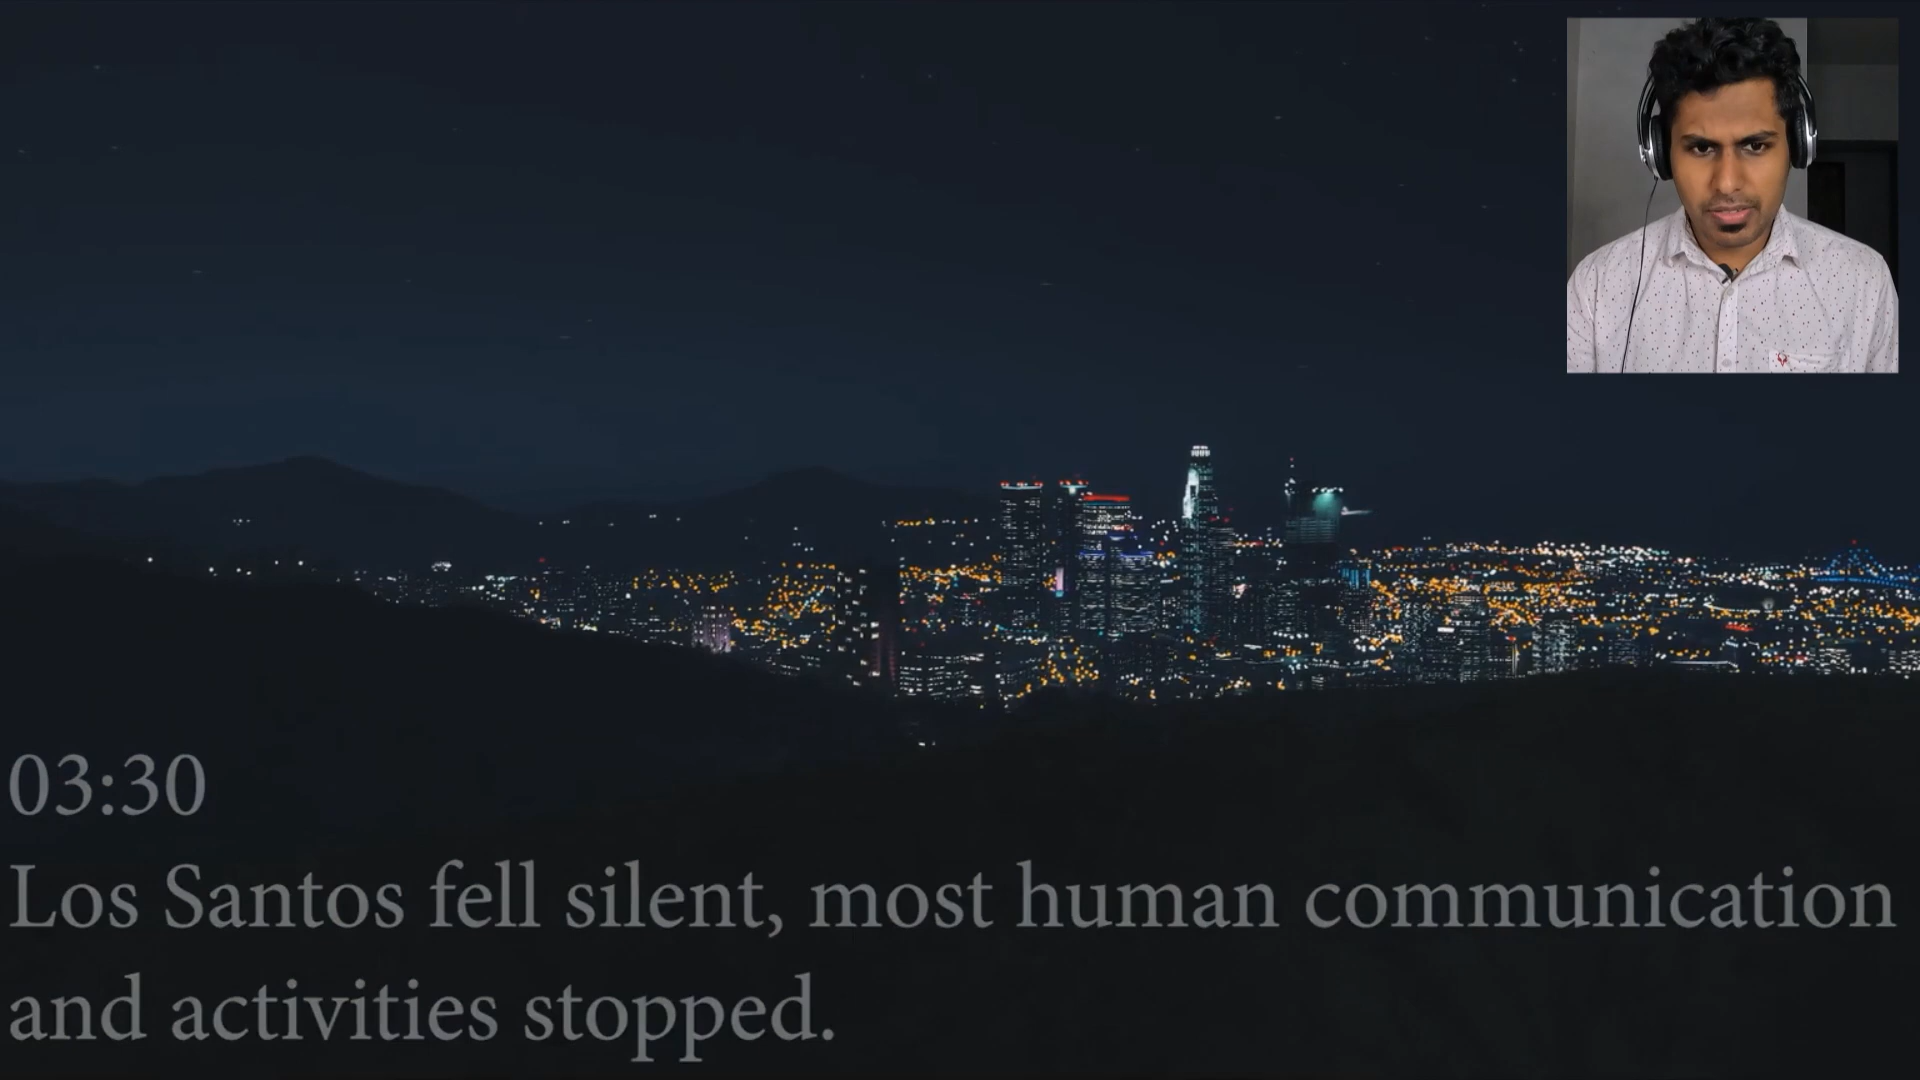 03:30
Los Santos fell silent, most human communication
and activities stopped.